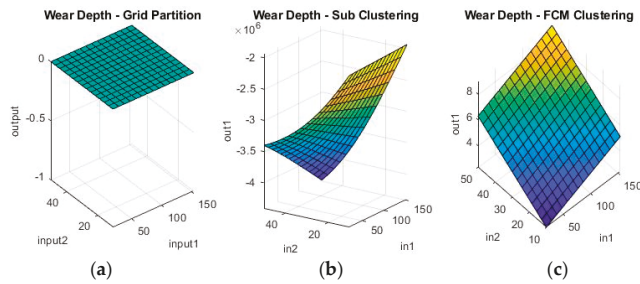 Wear Depth - Grid Partition
0
-0.5
-1
output
40
20
input2
50
100
150
input1
(a)
Wear Depth - Sub Clustering
× 10⁶
-2
-2.5
-3
-3.5
-4
out1
40
20
in2
50
100
150
in1
(b)
Wear Depth - FCM Clustering
8
6
4
out1
50
40
30
20
10
in2
50
100
150
in1
(c)